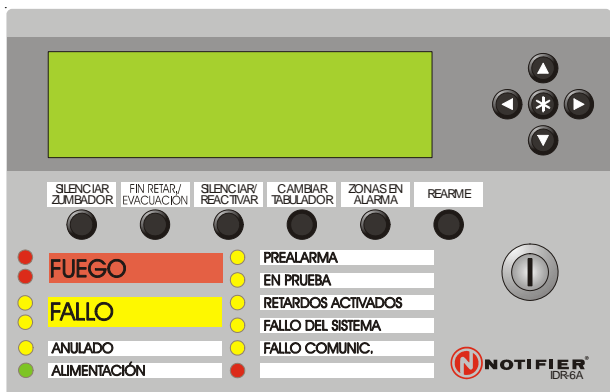 SILENCIAR
ZUMBADOR
FIN RETAR,/
EVACUACIÓN
SILENCIAR/
REACTIVAR
CAMBIAR
TABULADOR
ZONAS EN
ALARMA
REARME
FUEGO
FALLO
ANULADO
ALIMENTACIÓN
PREALARMA
EN PRUEBA
RETARDOS ACTIVADOS
FALLO DEL SISTEMA
FALLO COMUNIC.
NOTIFIER®
IDR-6A